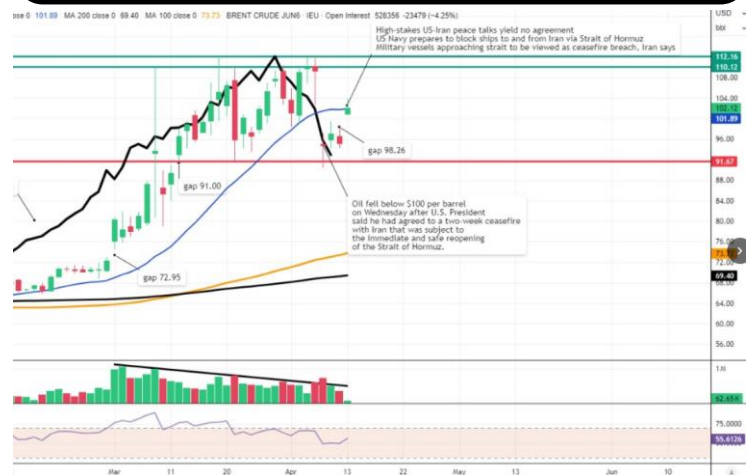 ose 0 101.89 MA 200 close 0 69.40 MA 100 close 0 73.73 BRENT CRUDE JUN6 · IEU · Open Interest 528356 -23479 (-4.25%)
USD
bbl
High-stakes US-Iran peace talks yield no agreement
US Navy prepares to block ships to and from Iran via Strait of Hormuz
Military vessels approaching strait to be viewed as ceasefire breach, Iran says
112.16
110.12
108.00
104.00
102.12
101.89
96.00
gap 98.26
91.67
88.00
gap 91.00
84.00
Oil fell below $100 per barrel
on Wednesday after U.S. President
said he had agreed to a two-week ceasefire
with Iran that was subject to
the immediate and safe reopening
of the Strait of Hormuz.
80.00
76.00
gap 72.95
72.00
69.40
68.00
64.00
60.00
56.00
1M
62.65K
75.0000
55.6126
Mar 11 20 Apr 13 22 May 13 Jun 10